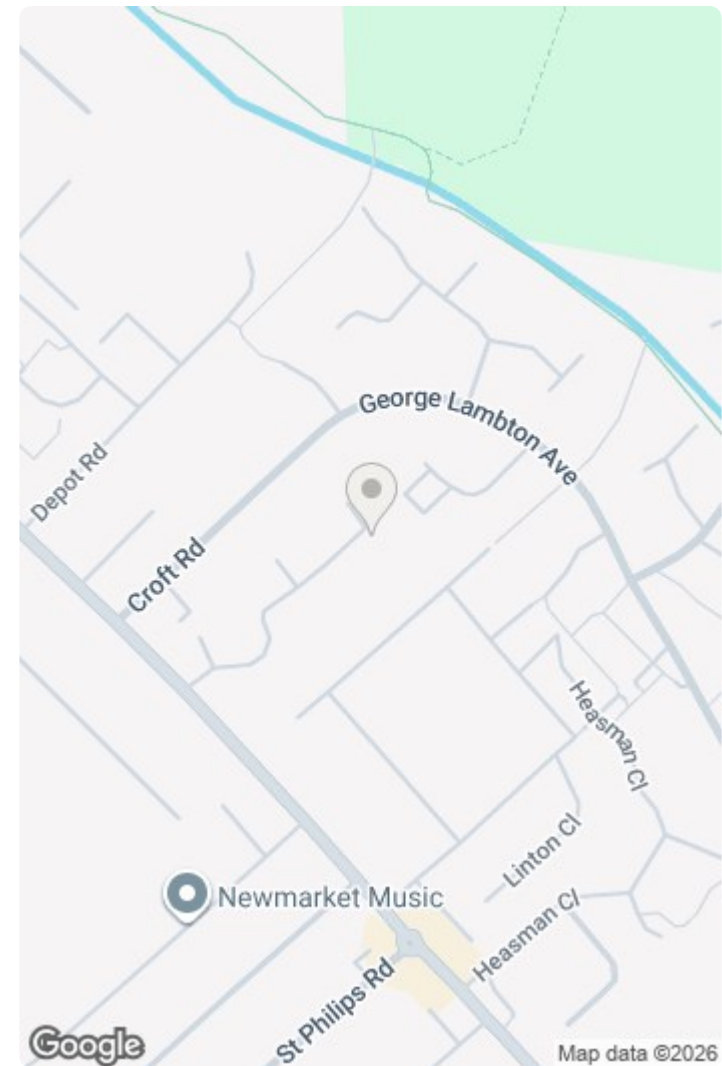 George Lambton Ave
Depot Rd
Croft Rd
Heasman Cl
Linton Cl
Newmarket Music
Heasman Cl
St Philips Rd
Google
Map data ©2026